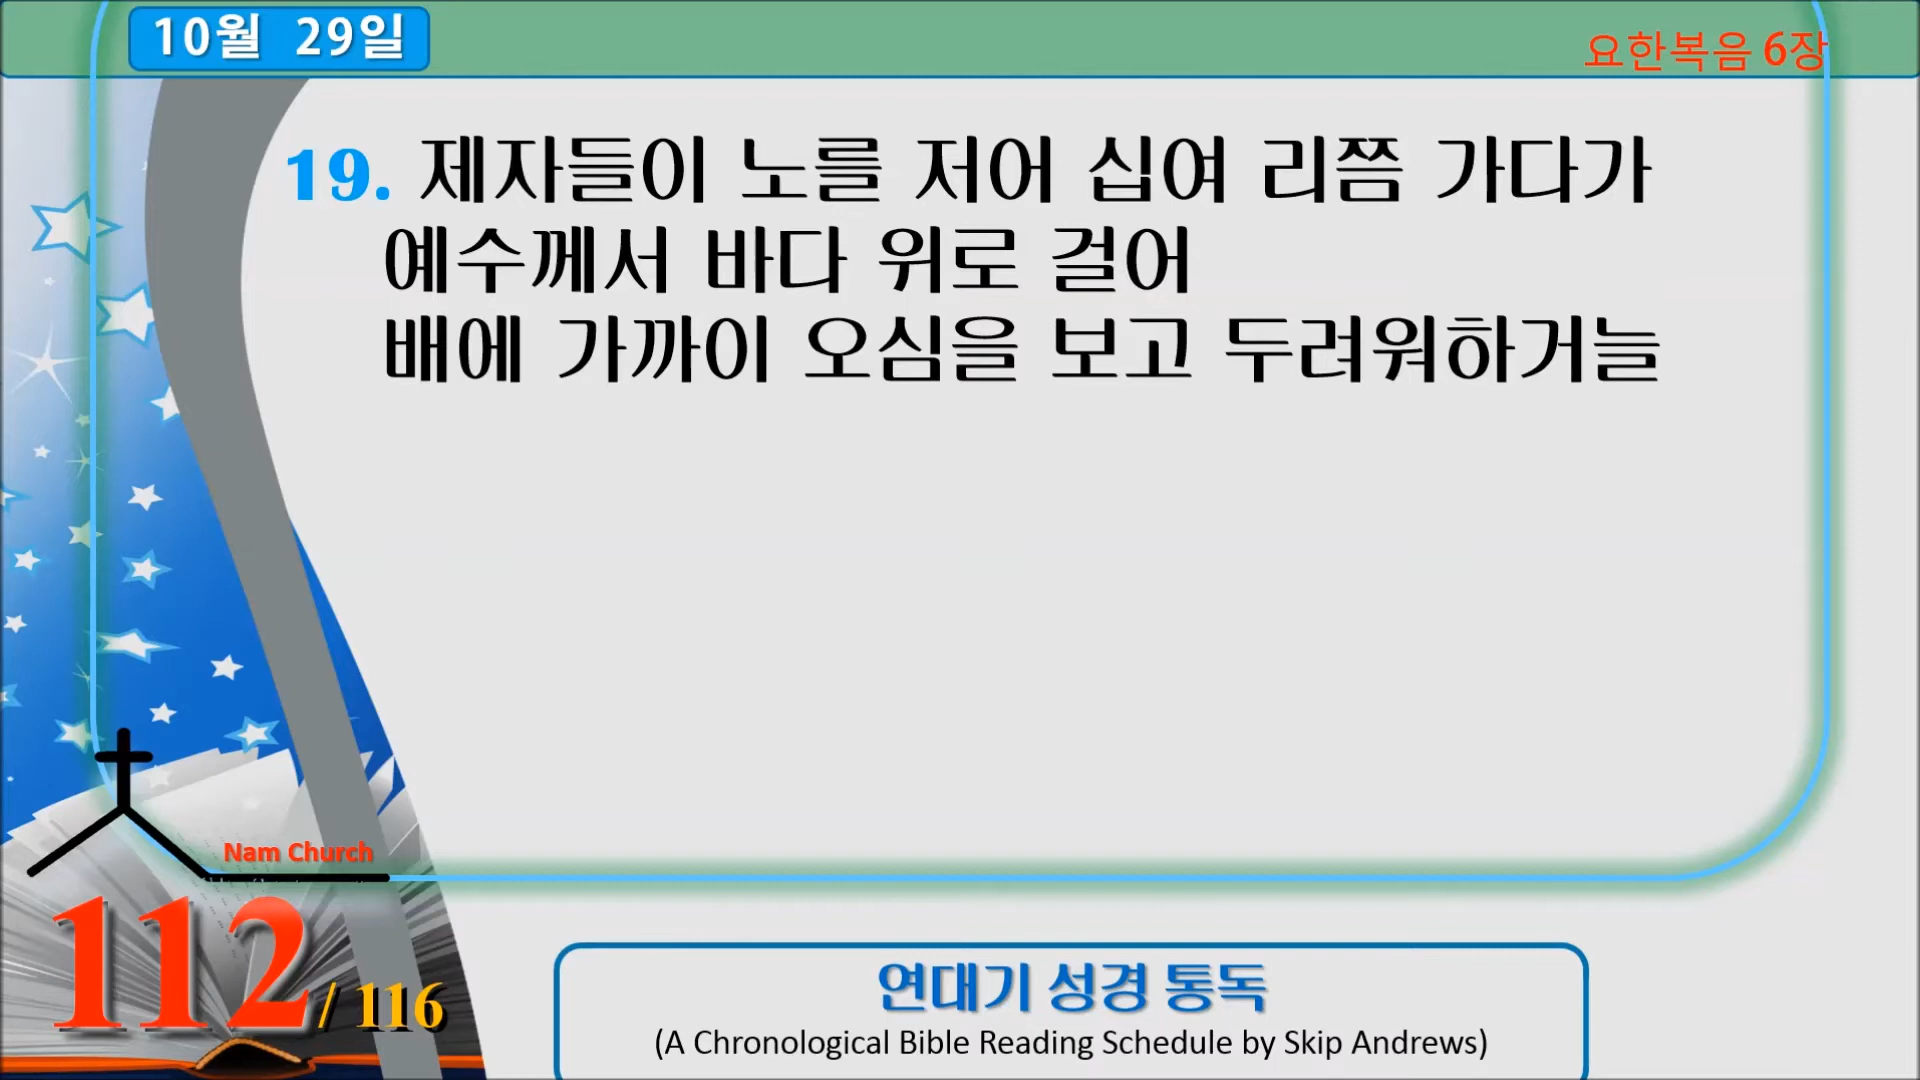 10월 29일
요한복음 6장
19. 제자들이 노를 저어 십여 리쯤 가다가
예수께서 바다 위로 걸어
배에 가까이 오심을 보고 두려워하거늘
Nam Church
112 / 116
연대기 성경 통독
(A Chronological Bible Reading Schedule by Skip Andrews)